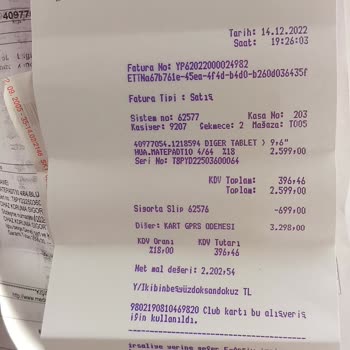 Tarih: 14.12.2022
Saat: 19:26:03
Fatura No: YP62022000024982
ETTNa67b761e-45ea-4f4d-b4d0-b260d036435f
Fatura Tipi : Satış
Sistem no: 62577 Kasa No: 203
Kasiyer: 9207 Çekmece: 2 Mağaza: T005
40977054.1218594 DIGER TABLET > 9,6"
HUA.MATEPADT10 4/64 %18 2.599,00
Seri No: T8PYD22503600064
KDV Toplam: 396,46
Toplam: 2.599,00
Sigorta Slip 62576 -699,00
Diğer: KART GPRS ODEMESI 3.298,00
KDV Oranı KDV Tutarı
%18,00 396,46
Net mal değeri: 2.202,54
Y/Ikibinbeşyüzdoksandokuz TL
9802190810469820 Club kartı bu alışveriş
için kullanıldı.